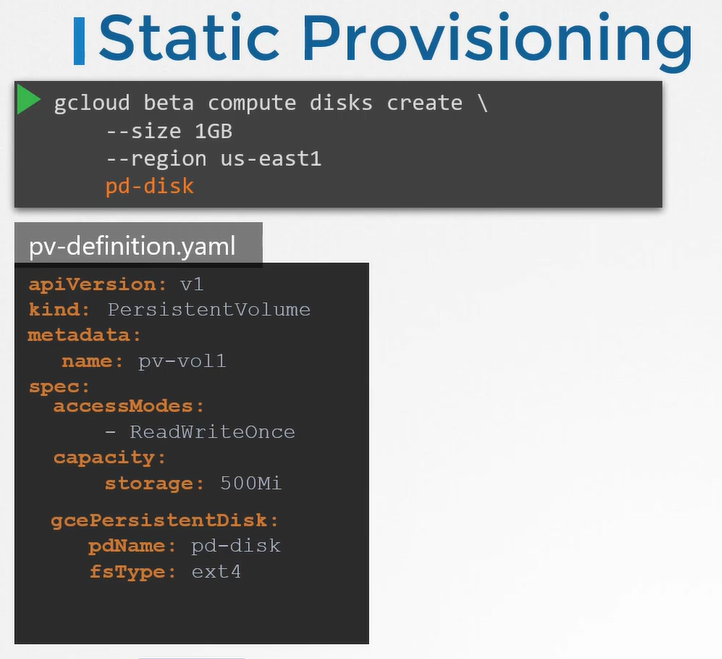 Static Provisioning
gcloud beta compute disks create \
--size 1GB
--region us-east1
pd-disk
pv-definition.yaml
apiVersion: v1
kind: PersistentVolume
metadata:
name: pv-vol1
spec:
accessModes:
- ReadWriteOnce
capacity:
storage: 500Mi
gcePersistentDisk:
pdName: pd-disk
fsType: ext4